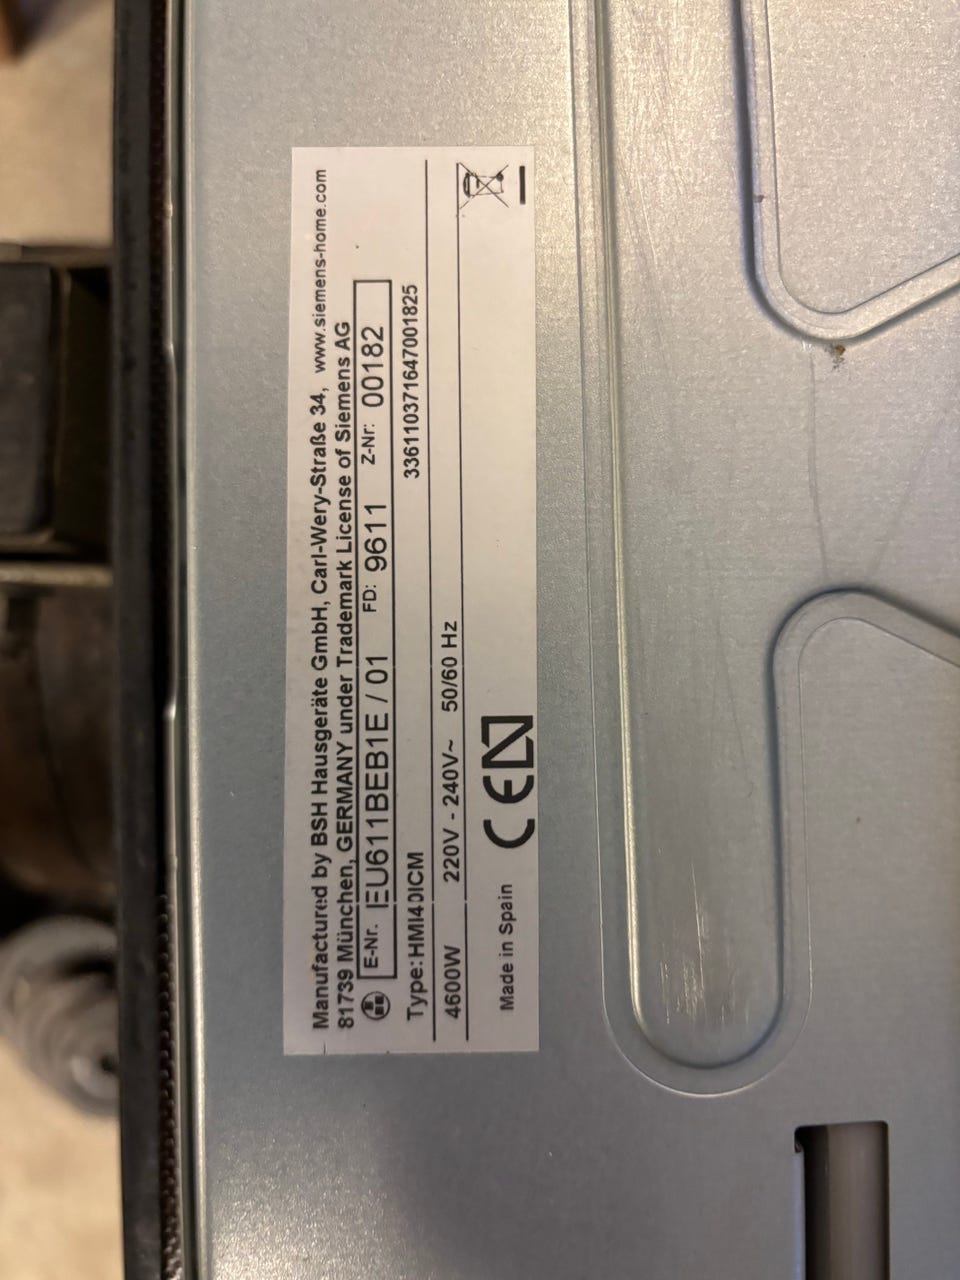 Manufactured by BSH Hausgeräte GmbH, Carl-Wery-Straße 34, www.siemens-home.com
81739 München, GERMANY under Trademark License of Siemens AG
E-Nr. EU611BEB1E / 01 FD: 9611 Z-Nr: 00182
Type: HMI40ICM 336110371647001825
4600W 220V - 240V~ 50/60 Hz
Made in Spain CE N